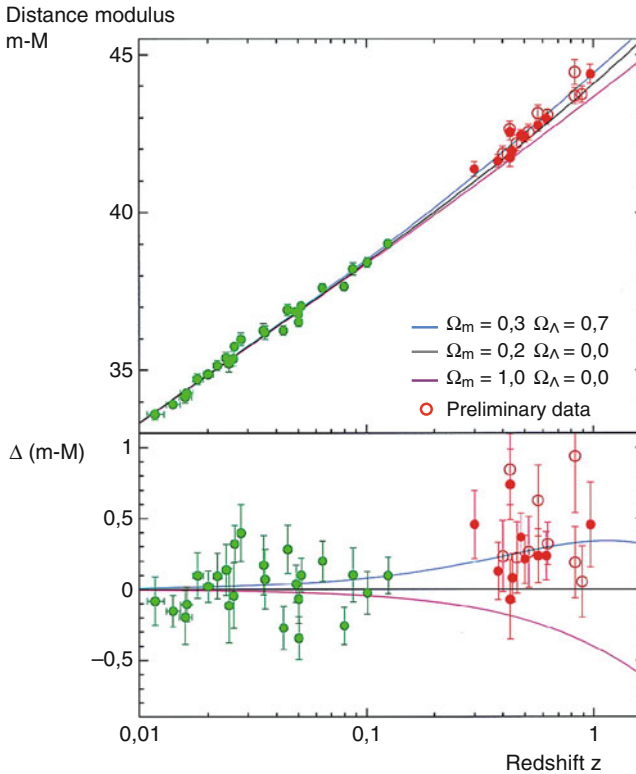 Distance modulus
m-M
45
40
35
30
Ωm = 0,3 ΩΛ = 0,7
Ωm = 0,2 ΩΛ = 0,0
Ωm = 1,0 ΩΛ = 0,0
Preliminary data
Δ (m-M)
1
0.5
0
−0.5
0,01
0,1
1
Redshift z